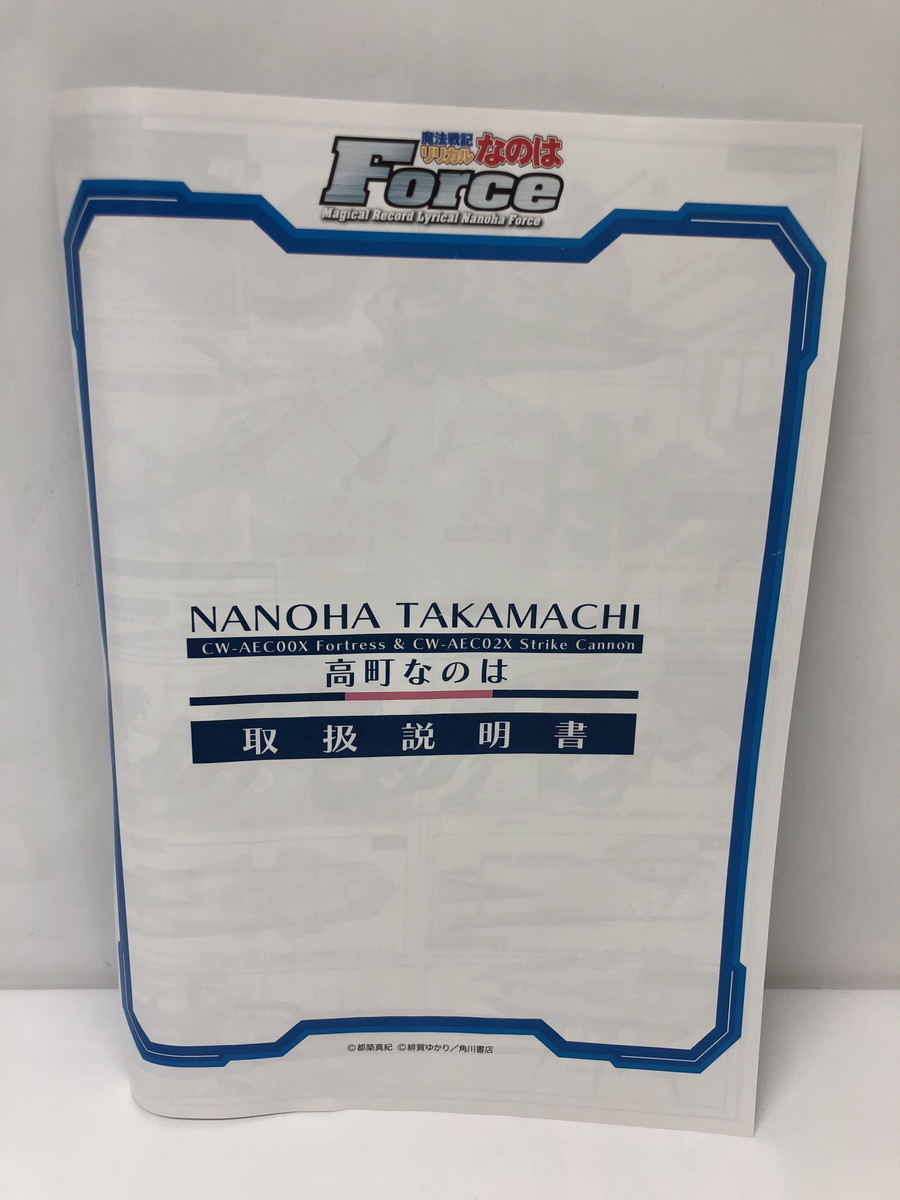 魔法戦記
リリカルなのは
Force
Magical Record Lyrical Nanoha Force
NANOHA TAKAMACHI
CW-AEC00X Fortress & CW-AEC02X Strike Cannon
高町なのは
取扱説明書
©都築真紀 ©緋賀ゆかり／角川書店